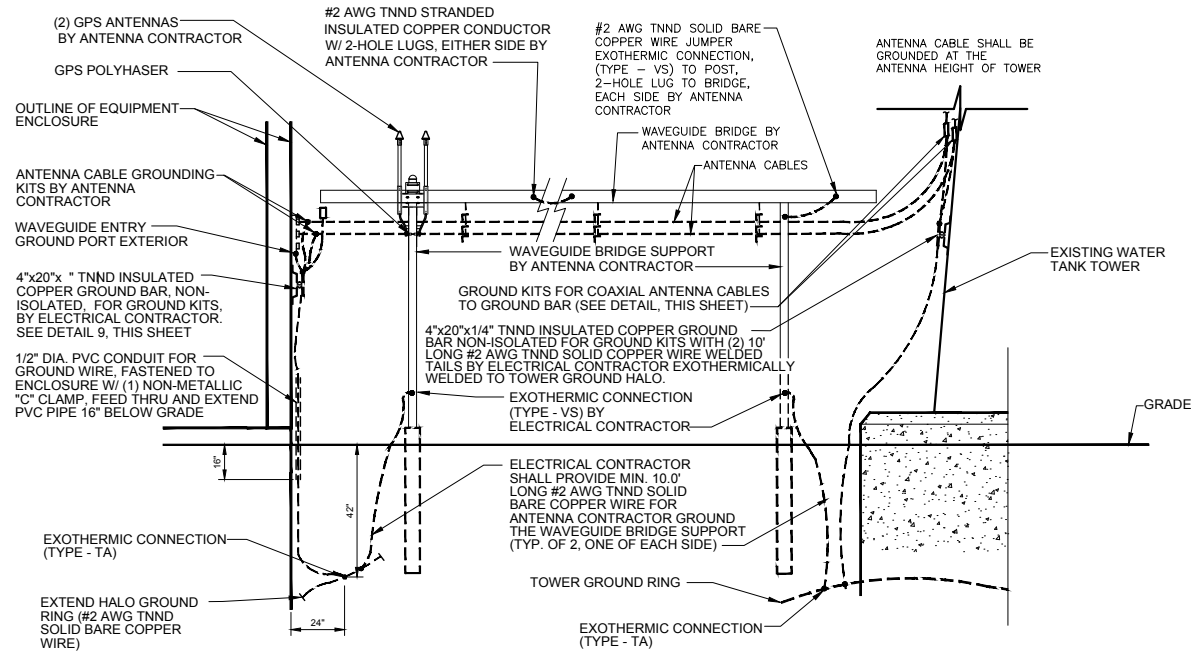 (2) GPS ANTENNAS
BY ANTENNA CONTRACTOR
GPS POLYHASER
OUTLINE OF EQUIPMENT
ENCLOSURE
ANTENNA CABLE GROUNDING
KITS BY ANTENNA
CONTRACTOR
WAVEGUIDE ENTRY
GROUND PORT EXTERIOR
4"x20"x " TNND INSULATED
COPPER GROUND BAR, NON-
ISOLATED, FOR GROUND KITS,
BY ELECTRICAL CONTRACTOR.
SEE DETAIL 9, THIS SHEET
1/2" DIA. PVC CONDUIT FOR
GROUND WIRE, FASTENED TO
ENCLOSURE W/ (1) NON-METALLIC
"C" CLAMP, FEED THRU AND EXTEND
PVC PIPE 16" BELOW GRADE
16"
42"
EXOTHERMIC CONNECTION
(TYPE - TA)
EXTEND HALO GROUND
RING (#2 AWG TNND
SOLID BARE COPPER
WIRE)
24"
#2 AWG TNND STRANDED
INSULATED COPPER CONDUCTOR
W/ 2-HOLE LUGS, EITHER SIDE BY
ANTENNA CONTRACTOR
#2 AWG TNND SOLID BARE
COPPER WIRE JUMPER
EXOTHERMIC CONNECTION,
(TYPE - VS) TO POST,
2-HOLE LUG TO BRIDGE,
EACH SIDE BY ANTENNA
CONTRACTOR
WAVEGUIDE BRIDGE BY
ANTENNA CONTRACTOR
ANTENNA CABLES
ANTENNA CABLE SHALL BE
GROUNDED AT THE
ANTENNA HEIGHT OF TOWER
WAVEGUIDE BRIDGE SUPPORT
BY ANTENNA CONTRACTOR
GROUND KITS FOR COAXIAL ANTENNA CABLES
TO GROUND BAR (SEE DETAIL, THIS SHEET)
4"x20"x1/4" TNND INSULATED COPPER GROUND
BAR NON-ISOLATED FOR GROUND KITS WITH (2) 10'
LONG #2 AWG TNND SOLID COPPER WIRE WELDED
TAILS BY ELECTRICAL CONTRACTOR EXOTHERMICALLY
WELDED TO TOWER GROUND HALO.
EXOTHERMIC CONNECTION
(TYPE - VS) BY
ELECTRICAL CONTRACTOR
EXISTING WATER
TANK TOWER
GRADE
ELECTRICAL CONTRACTOR
SHALL PROVIDE MIN. 10.0'
LONG #2 AWG TNND SOLID
BARE COPPER WIRE FOR
ANTENNA CONTRACTOR GROUND
THE WAVEGUIDE BRIDGE SUPPORT
(TYP. OF 2, ONE OF EACH SIDE)
TOWER GROUND RING
EXOTHERMIC CONNECTION
(TYPE - TA)